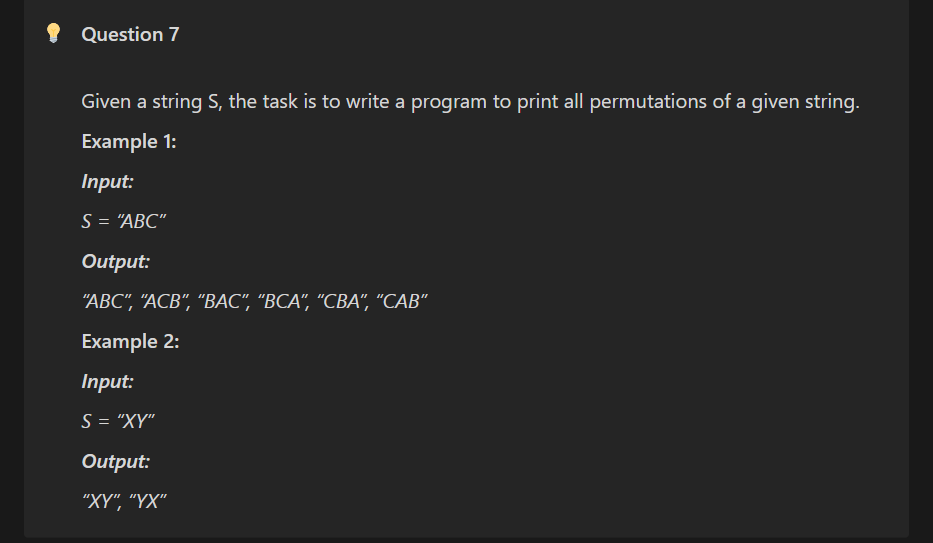 Question 7
Given a string S, the task is to write a program to print all permutations of a given string.
Example 1:
Input:
S = “ABC”
Output:
“ABC”, “ACB”, “BAC”, “BCA”, “CBA”, “CAB”
Example 2:
Input:
S = “XY”
Output:
“XY”, “YX”